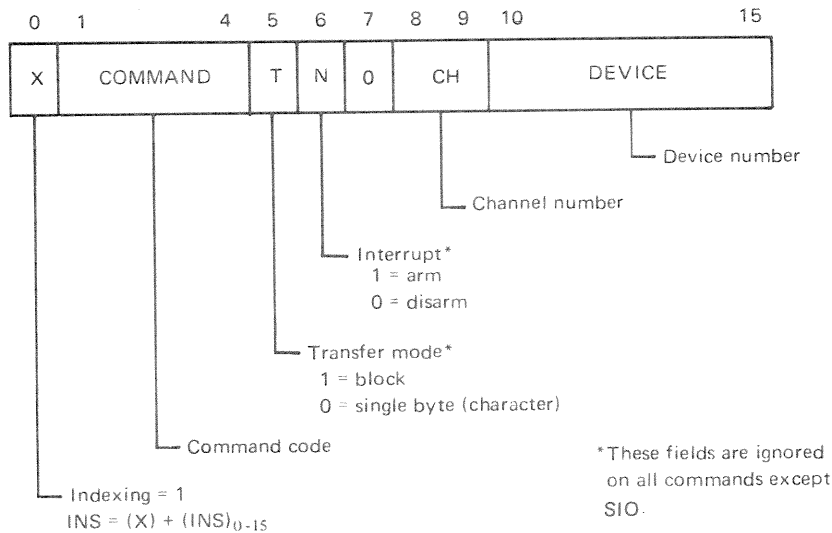 0 1 4 5 6 7 8 9 10 15
X COMMAND T N 0 CH DEVICE
Device number
Channel number
Interrupt*
1 = arm
0 = disarm
Transfer mode*
1 = block
0 = single byte (character)
Command code
*These fields are ignored
on all commands except
SIO.
Indexing = 1
INS = (X) + (INS)0-15